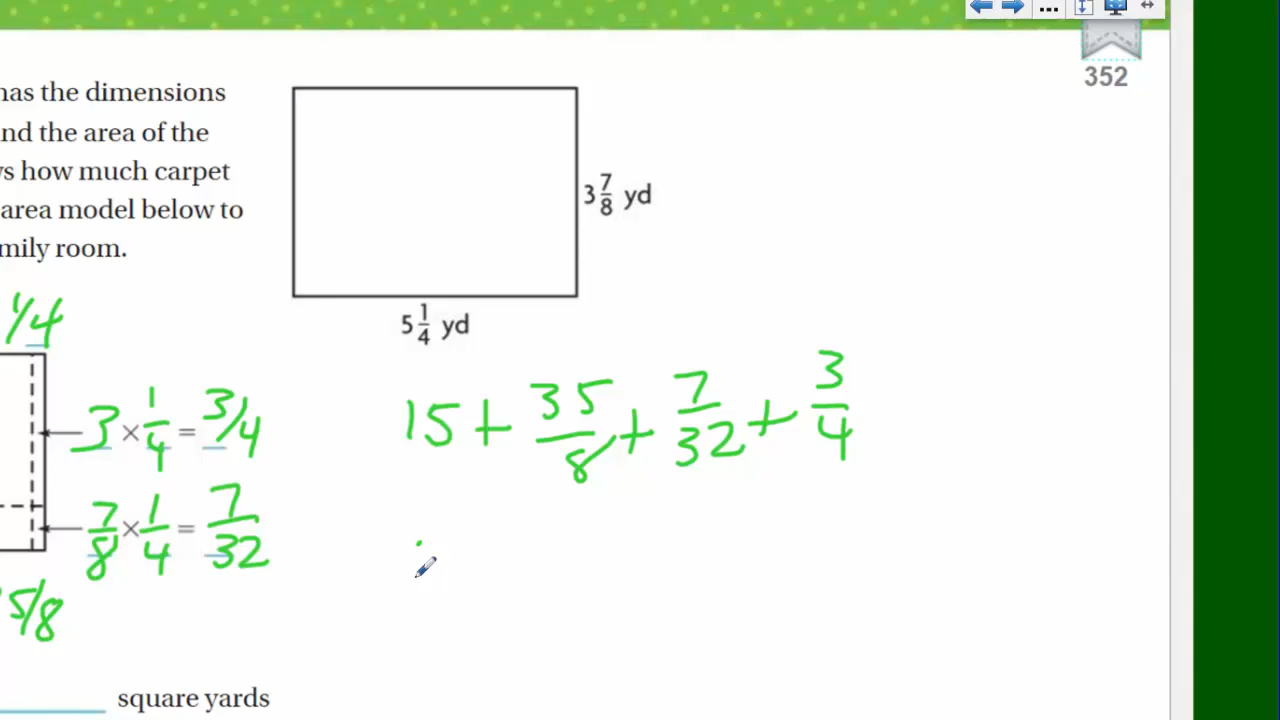 352
has the dimensions
nd the area of the
s how much carpet
area model below to
mily room.
3 7/8 yd
5 1/4 yd
1/4
15 + 35/8 + 7/32 + 3/4
3 × 1/4 = 3/4
7/8 × 1/4 = 7/32
5/8
square yards